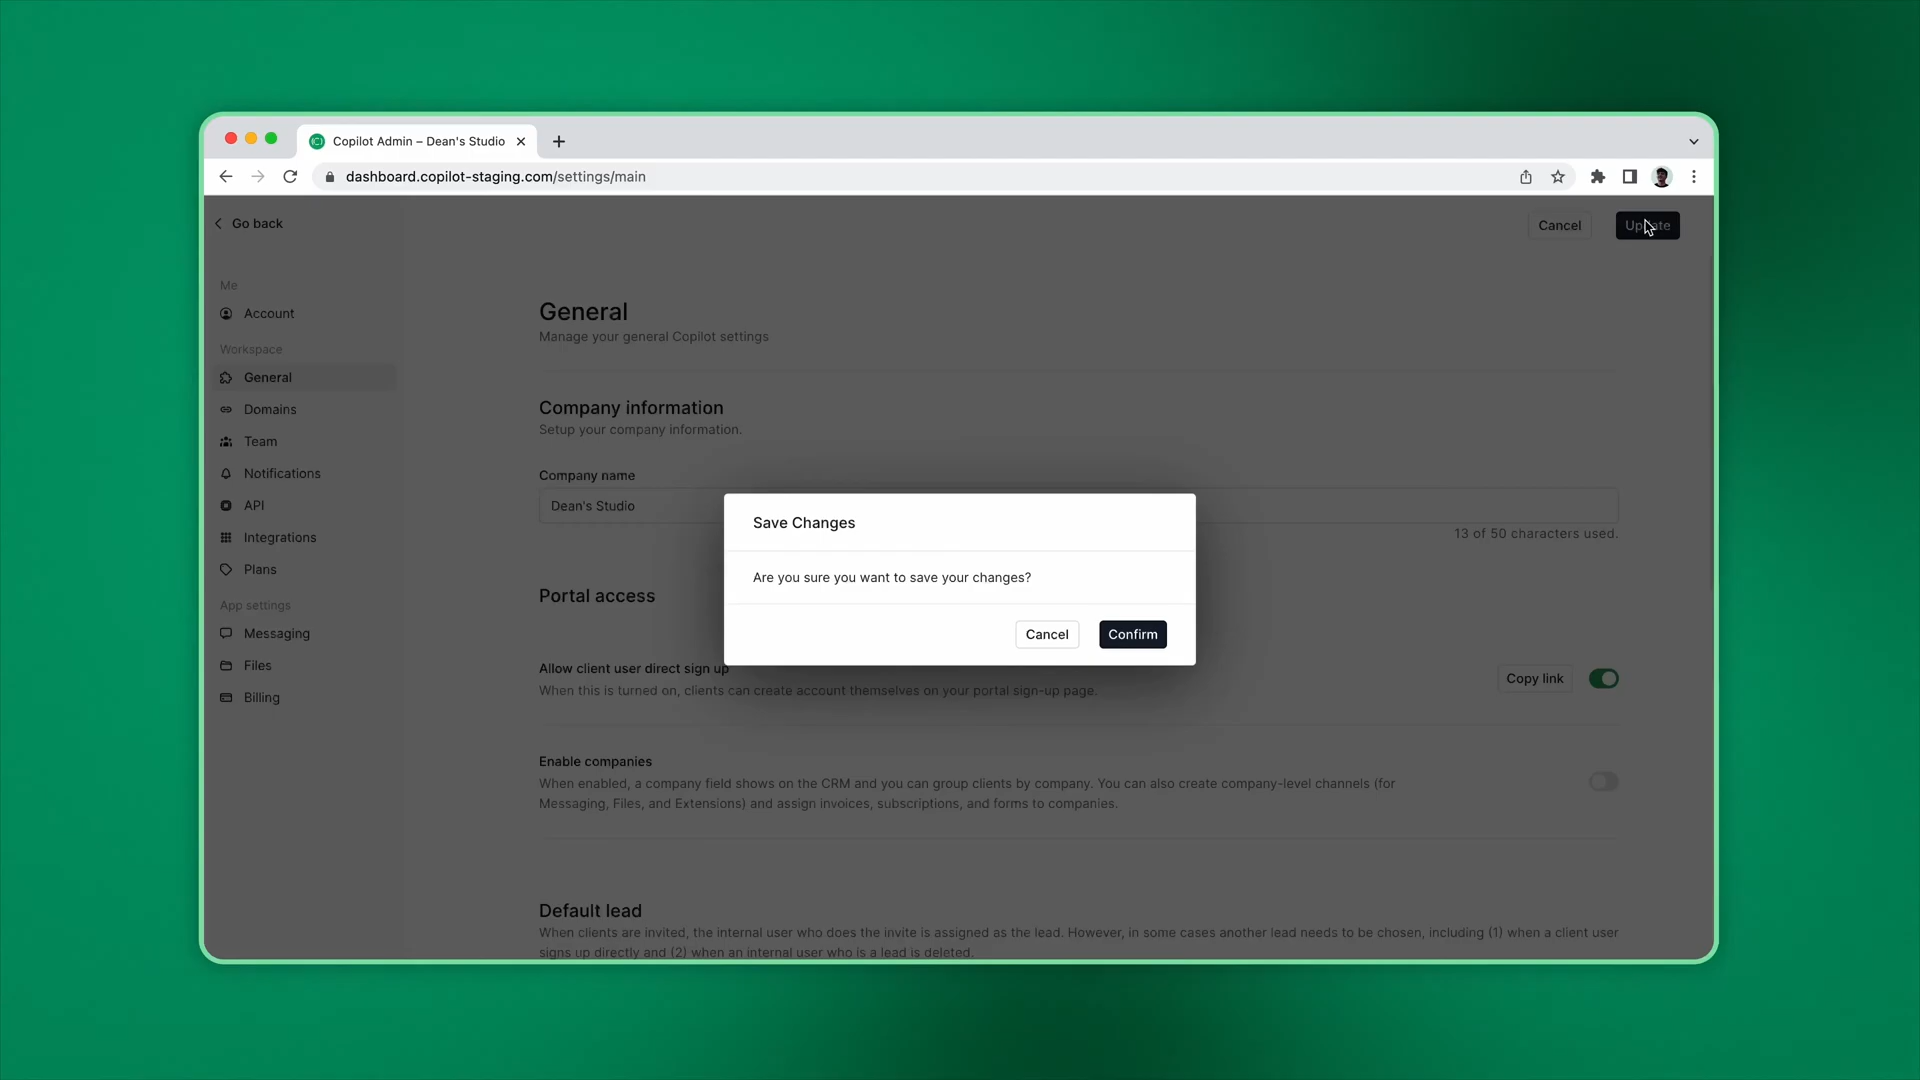 Copilot Admin – Dean's Studio
dashboard.copilot-staging.com/settings/main
Go back
Cancel
Update
Me
Account
Workspace
General
Domains
Team
Notifications
API
Integrations
Plans
App settings
Messaging
Files
Billing
General
Manage your general Copilot settings
Company information
Setup your company information.
Company name
Dean's Studio
13 of 50 characters used.
Save Changes
Are you sure you want to save your changes?
Cancel
Confirm
Portal access
Allow client user direct sign up
When this is turned on, clients can create account themselves on your portal sign-up page.
Copy link
Enable companies
When enabled, a company field shows on the CRM and you can group clients by company. You can also create company-level channels (for
Messaging, Files, and Extensions) and assign invoices, subscriptions, and forms to companies.
Default lead
When clients are invited, the internal user who does the invite is assigned as the lead. However, in some cases another lead needs to be chosen, including (1) when a client user
signs up directly and (2) when an internal user who is a lead is deleted.